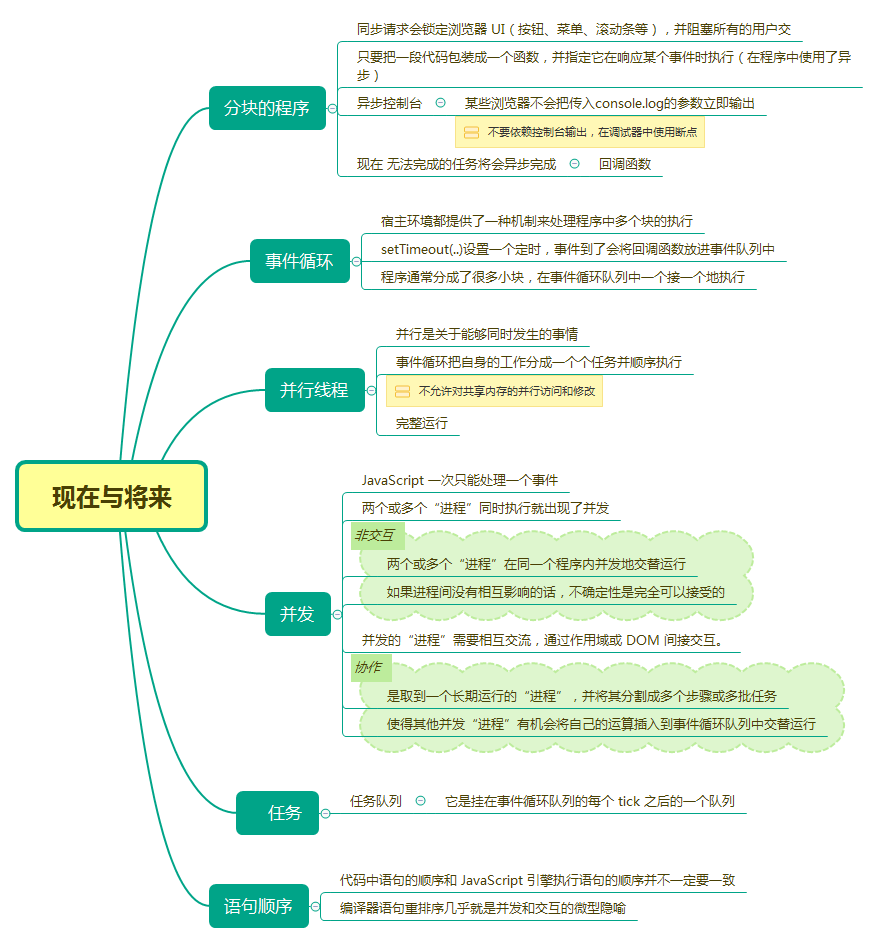 同步请求会锁定浏览器 UI（按钮、菜单、滚动条等），并阻塞所有的用户交
只要把一段代码包装成一个函数，并指定它在响应某个事件时执行（在程序中使用了异
步）
分块的程序
异步控制台
某些浏览器不会把传入console.log的参数立即输出
不要依赖控制台输出，在调试器中使用断点
现在 无法完成的任务将会异步完成
回调函数
宿主环境都提供了一种机制来处理程序中多个块的执行
事件循环
setTimeout(..)设置一个定时，事件到了会将回调函数放进事件队列中
程序通常分成了很多小块，在事件循环队列中一个接一个地执行
并行是关于能够同时发生的事情
事件循环把自身的工作分成一个个任务并顺序执行
并行线程
不允许对共享内存的并行访问和修改
完整运行
现在与将来
JavaScript 一次只能处理一个事件
两个或多个“进程”同时执行就出现了并发
非交互
两个或多个“进程”在同一个程序内并发地交替运行
如果进程间没有相互影响的话，不确定性是完全可以接受的
并发
并发的“进程”需要相互交流，通过作用域或 DOM 间接交互。
协作
是取到一个长期运行的“进程”，并将其分割成多个步骤或多批任务
使得其他并发“进程”有机会将自己的运算插入到事件循环队列中交替运行
任务
任务队列
它是挂在事件循环队列的每个 tick 之后的一个队列
代码中语句的顺序和 JavaScript 引擎执行语句的顺序并不一定要一致
语句顺序
编译器语句重排序几乎就是并发和交互的微型隐喻